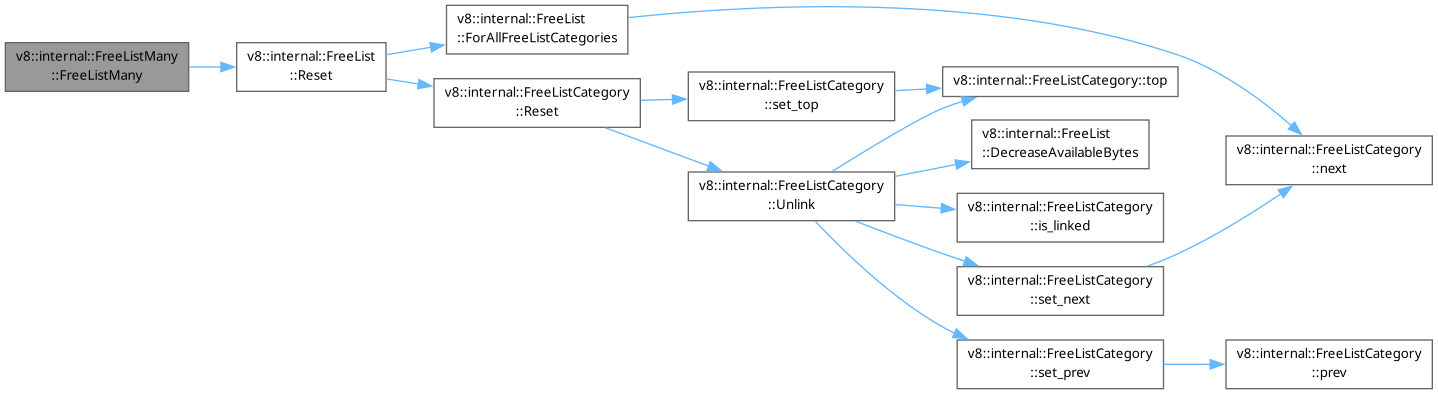 v8::internal::FreeListMany
::FreeListMany
v8::internal::FreeList
::Reset
v8::internal::FreeList
::ForAllFreeListCategories
v8::internal::FreeListCategory
::Reset
v8::internal::FreeListCategory
::set_top
v8::internal::FreeListCategory
::Unlink
v8::internal::FreeListCategory::top
v8::internal::FreeList
::DecreaseAvailableBytes
v8::internal::FreeListCategory
::is_linked
v8::internal::FreeListCategory
::set_next
v8::internal::FreeListCategory
::set_prev
v8::internal::FreeListCategory
::next
v8::internal::FreeListCategory
::prev